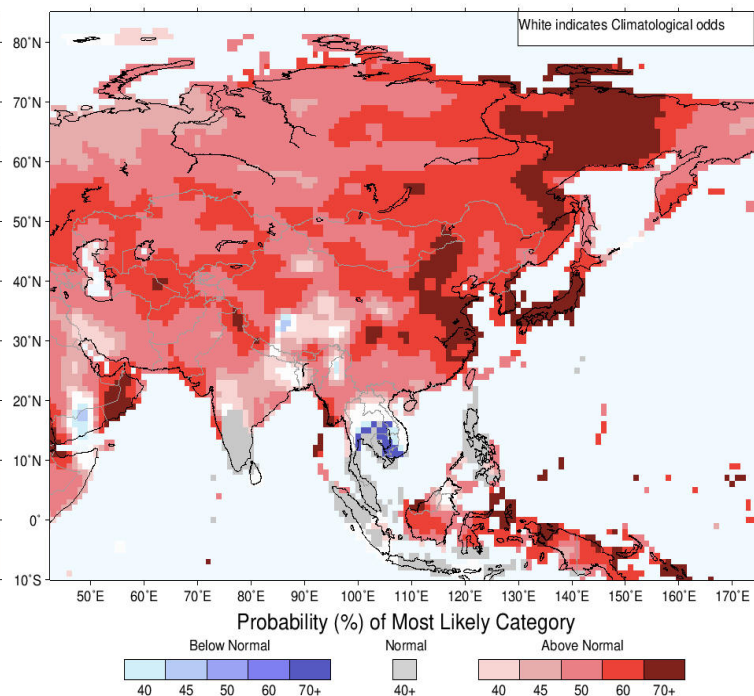 White indicates Climatological odds
80°N
70°N
60°N
50°N
40°N
30°N
20°N
10°N
0°
10°S
50°E 60°E 70°E 80°E 90°E 100°E 110°E 120°E 130°E 140°E 150°E 160°E 170°E
Probability (%) of Most Likely Category
Below Normal Normal Above Normal
40 45 50 60 70+ 40+ 40 45 50 60 70+